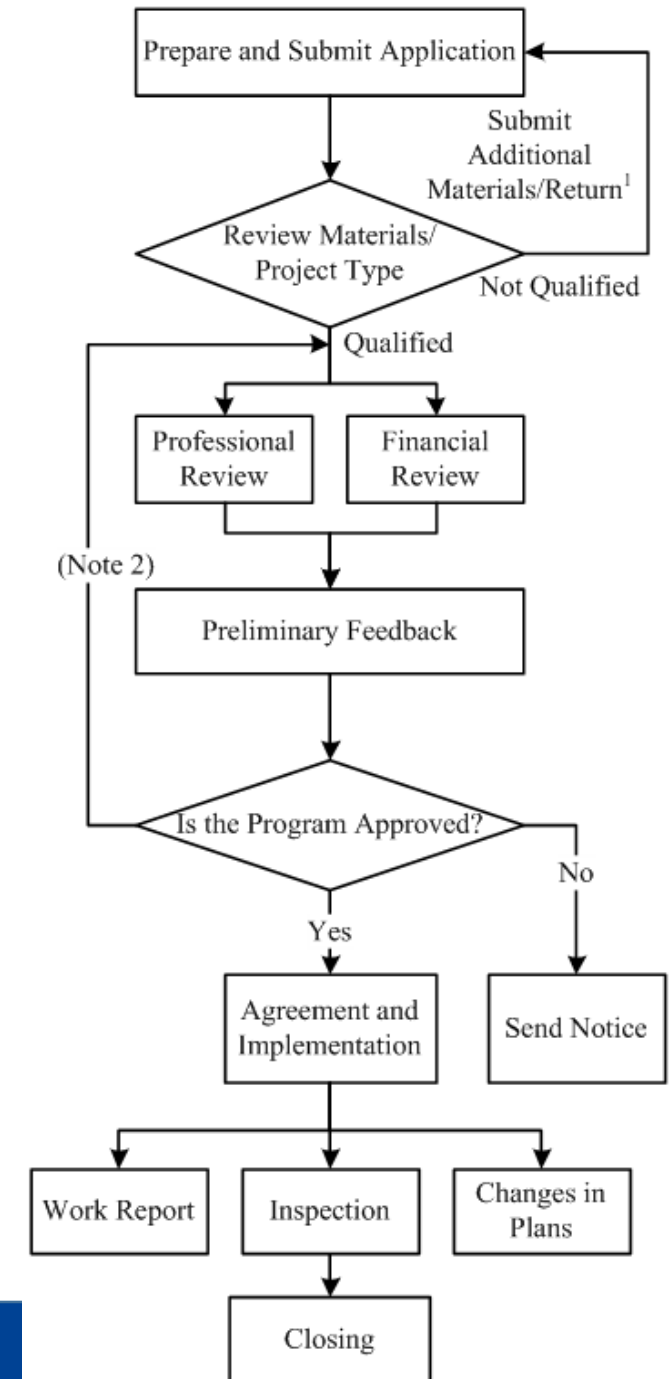 Prepare and Submit Application
Submit
Additional
Materials/Return¹
Review Materials/
Project Type
Not Qualified
Qualified
Professional
Review
Financial
Review
(Note 2)
Preliminary Feedback
Is the Program Approved?
No
Yes
Agreement and
Implementation
Send Notice
Work Report
Inspection
Changes in
Plans
Closing